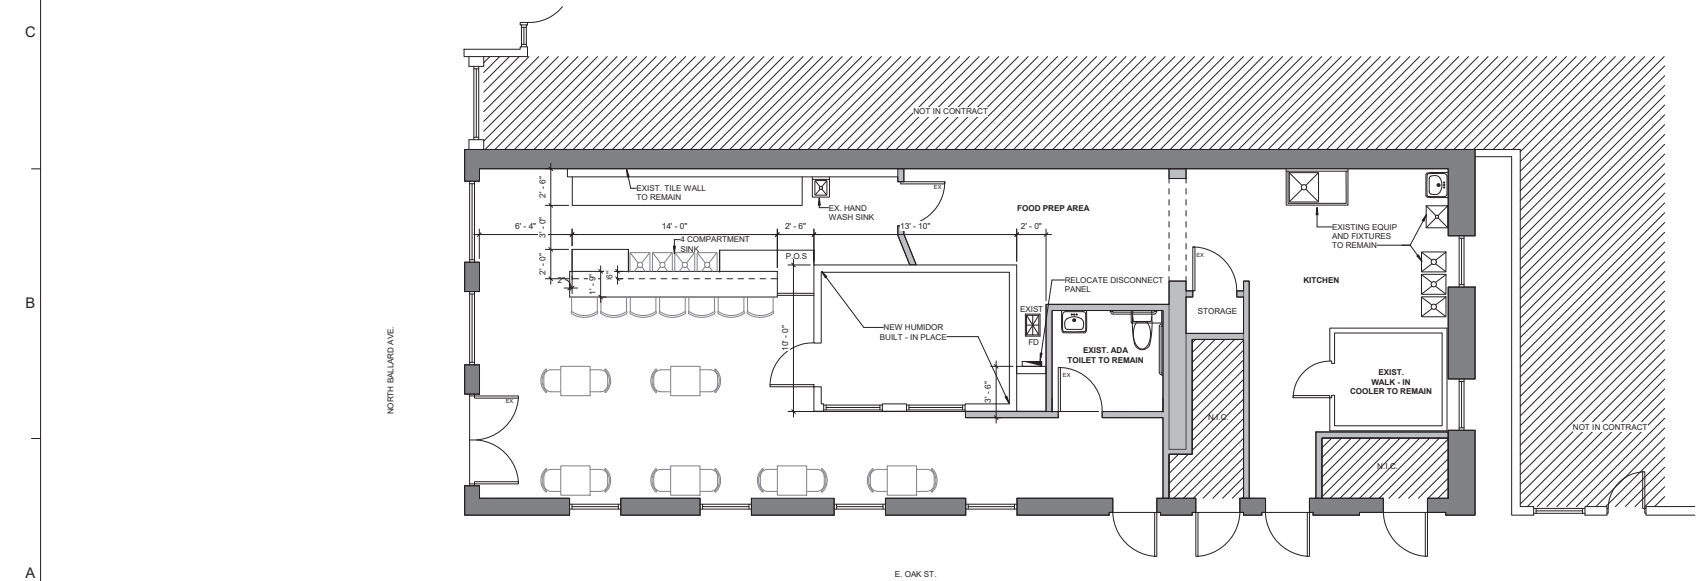 C
NOT IN CONTRACT
EXIST. TILE WALL
TO REMAIN
2' - 6"
EX. HAND
WASH SINK
EX
FOOD PREP AREA
EXISTING EQUIP
AND FIXTURES
TO REMAIN
6' - 4"
3' - 0"
14' - 0"
2' - 6"
13' - 10"
2' - 0"
4 COMPARTMENT
SINK
P.O.S
2' - 0"
2"
1' - 9"
6"
EX
RELOCATE DISCONNECT
PANEL
KITCHEN
B
STORAGE
EXIST
FD
NEW HUMIDOR
BUILT - IN PLACE
10' - 0"
EXIST. ADA
TOILET TO REMAIN
EX
3' - 6"
NORTH BALLARD AVE.
EX
EXIST.
WALK - IN
COOLER TO REMAIN
N.I.C.
NOT IN CONTRACT
N.I.C.
A
E. OAK ST.